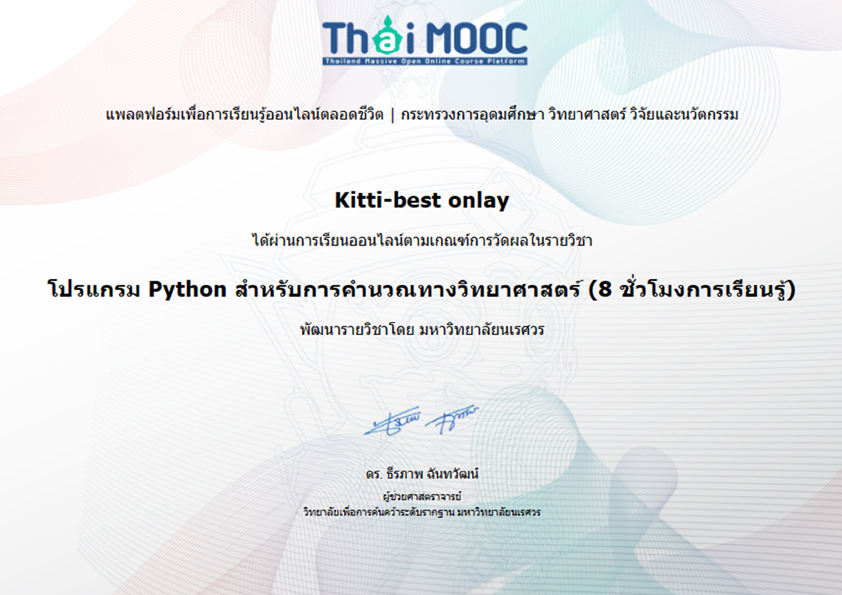 Thai MOOC
Thailand Massive Open Online Course Platform
แพลตฟอร์มเพื่อการเรียนรู้ออนไลน์ตลอดชีวิต | กระทรวงการอุดมศึกษา วิทยาศาสตร์ วิจัยและนวัตกรรม
Kitti-best onlay
ได้ผ่านการเรียนออนไลน์ตามเกณฑ์การวัดผลในรายวิชา
โปรแกรม Python สำหรับการคำนวณทางวิทยาศาสตร์ (8 ชั่วโมงการเรียนรู้)
พัฒนารายวิชาโดย มหาวิทยาลัยนเรศวร
ดร. ธีรภาพ ฉันทวัฒน์
ผู้ช่วยศาสตราจารย์
วิทยาลัยเพื่อการค้นคว้าระดับรากฐาน มหาวิทยาลัยนเรศวร